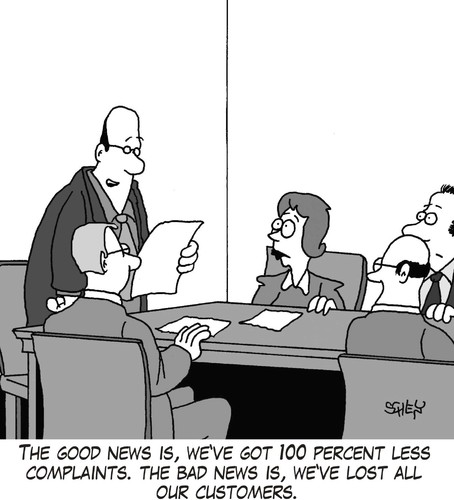 SCHEY
THE GOOD NEWS IS, WE'VE GOT 100 PERCENT LESS
COMPLAINTS. THE BAD NEWS IS, WE'VE LOST ALL
OUR CUSTOMERS.